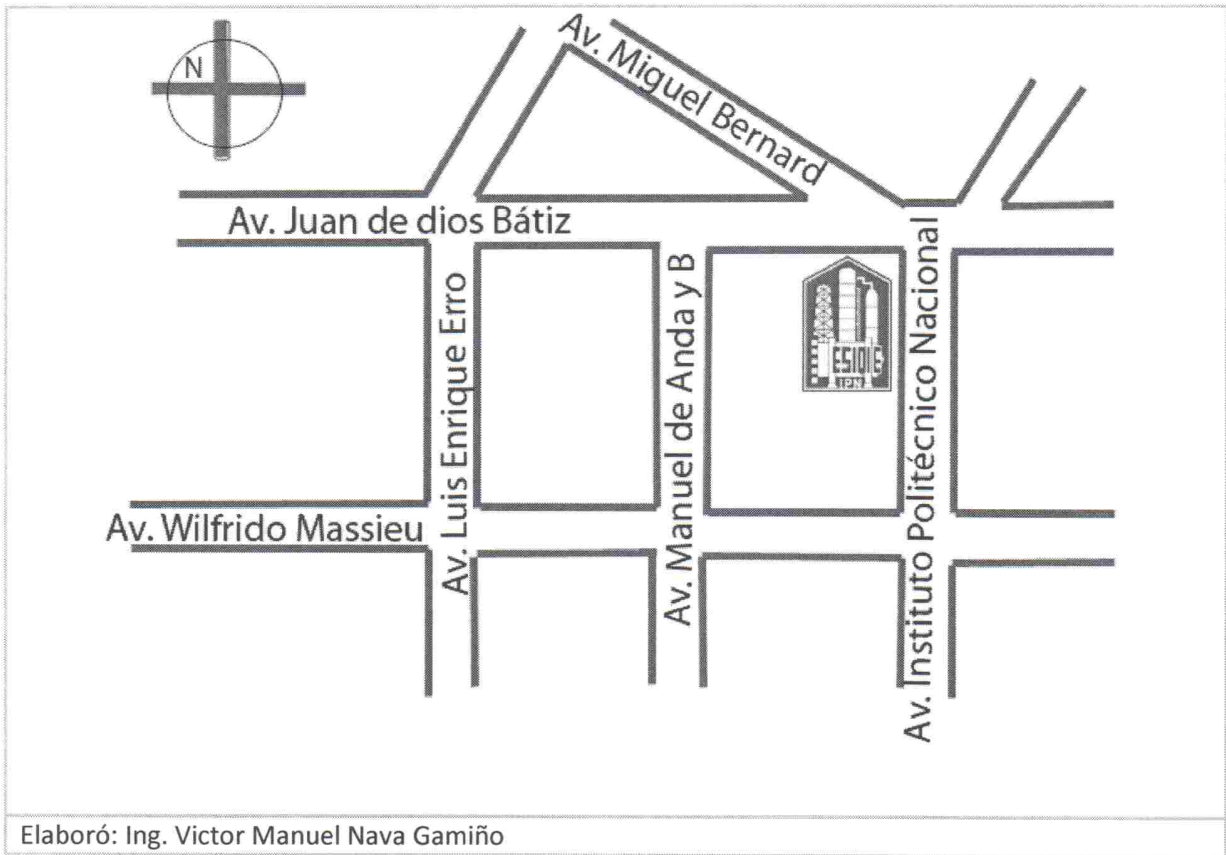 N
Av. Miguel Bernard
Av. Juan de dios Bátiz
Av. Luis Enrique Erro
Av. Manuel de Anda y B
ESIQIE
IPN
Av. Instituto Politécnico Nacional
Av. Wilfrido Massieu
Elaboró: Ing. Victor Manuel Nava Gamiño